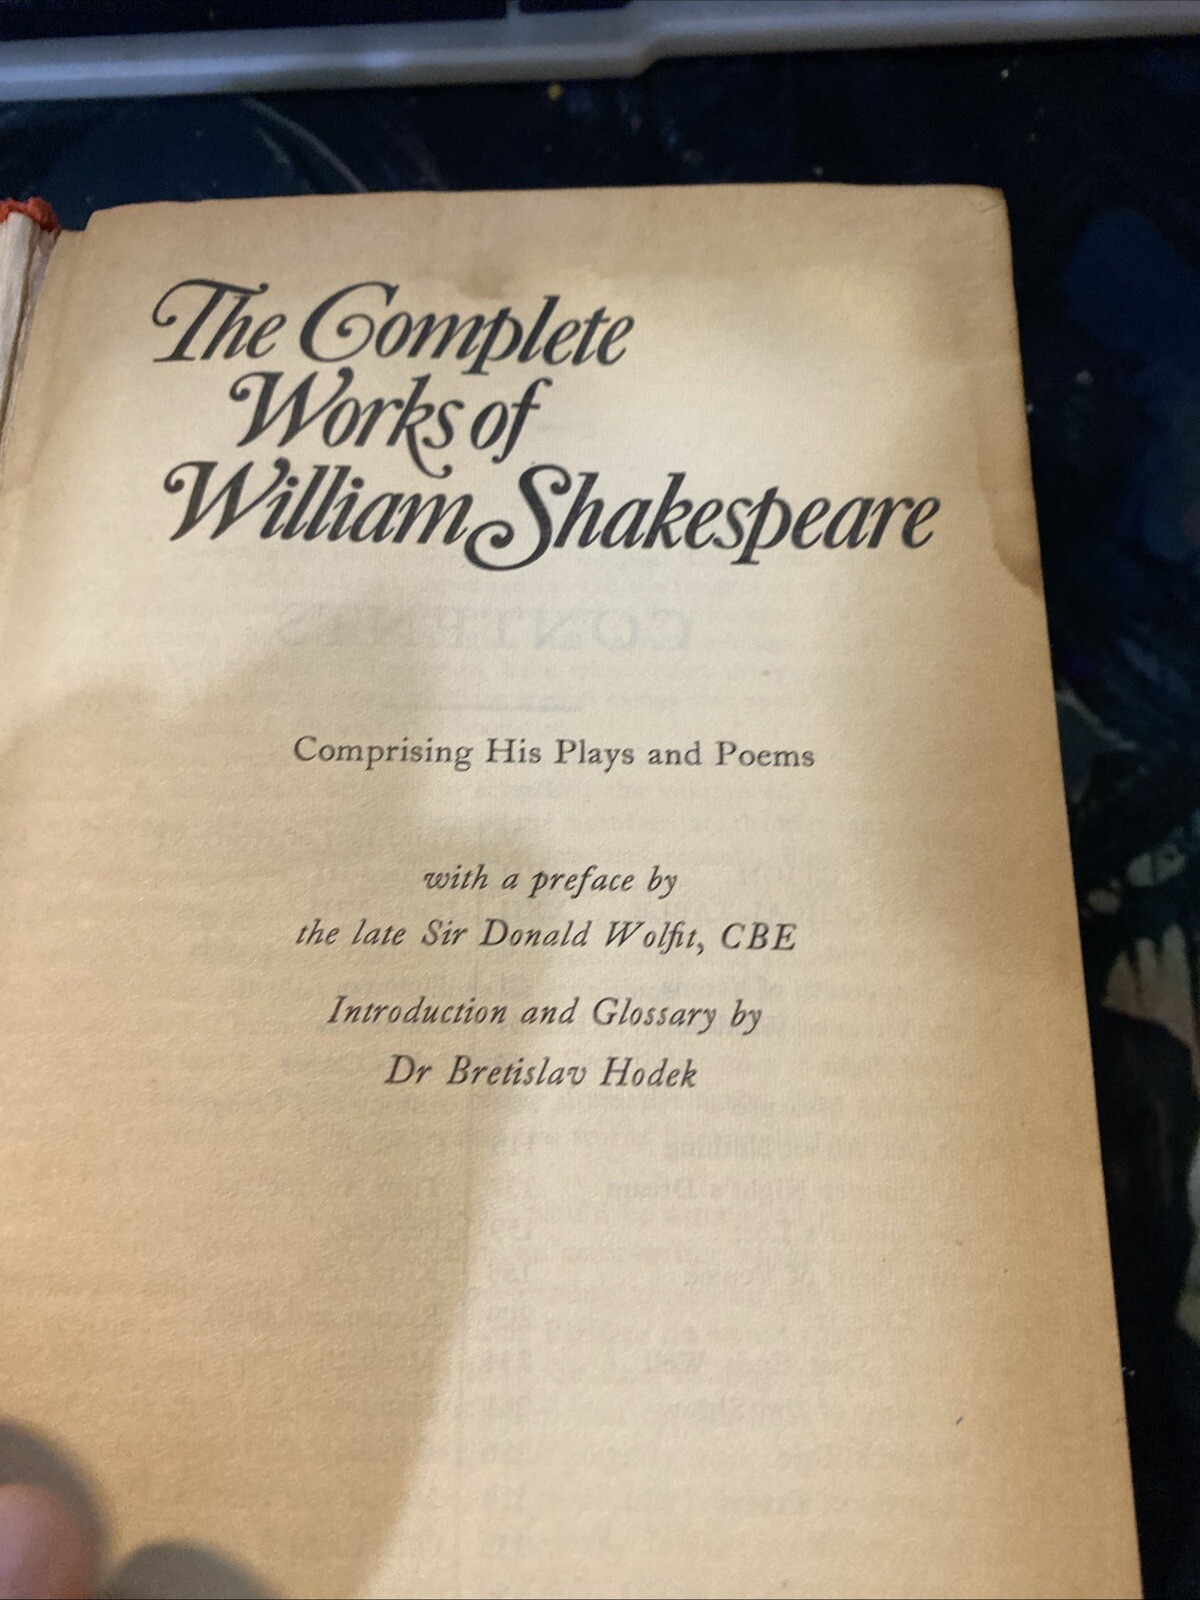 The Complete
Works of
William Shakespeare
CONTENTS
Comprising His Plays and Poems
with a preface by
the late Sir Donald Wolfit, CBE
Introduction and Glossary by
Dr Bretislav Hodek